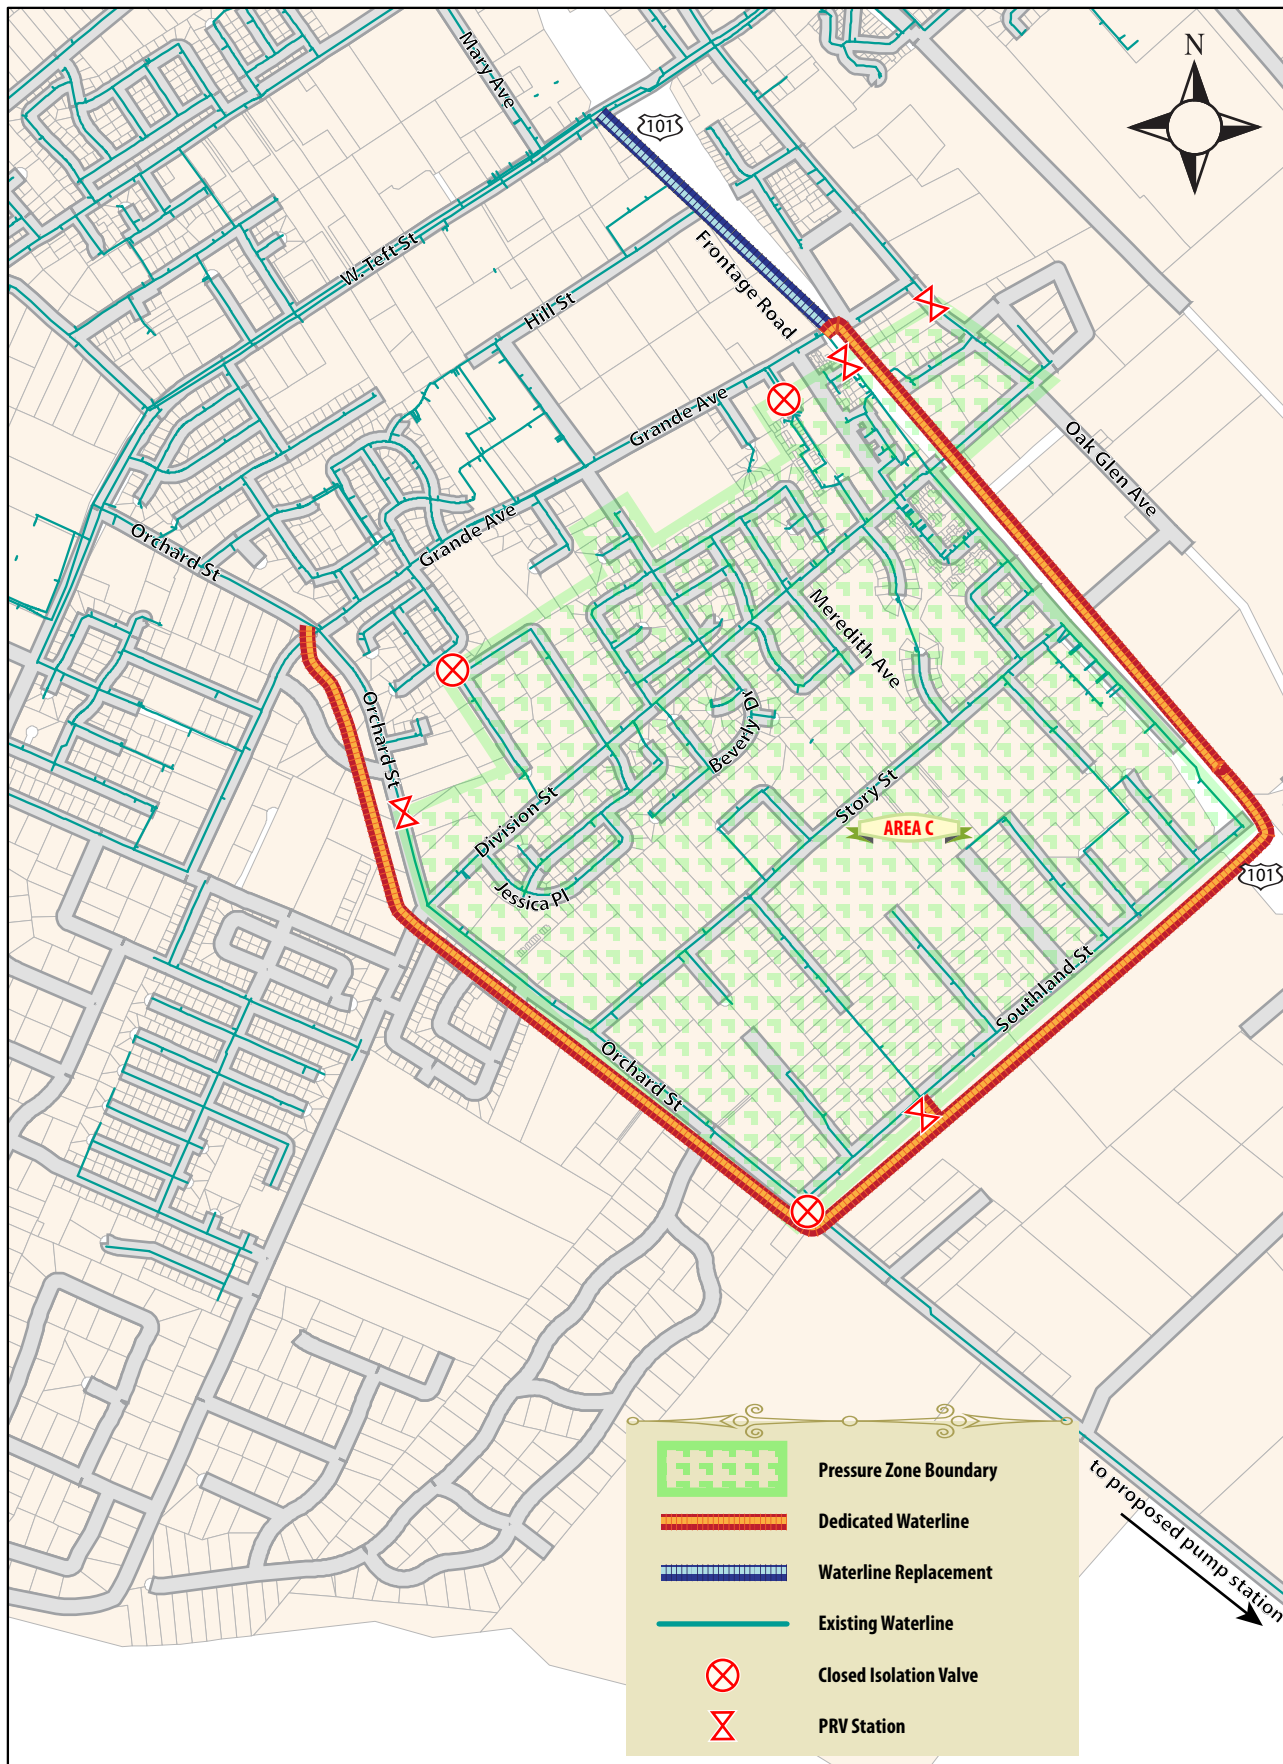 N
Mary Ave
101
W. Teft St
Frontage Road
Hill St
Grande Ave
Oak Glen Ave
Orchard St
Grande Ave
Meredith Ave
Orchard St
Beverly Dr
Division St
Story St
AREA C
101
Jessica Pl
Southland St
Orchard St
to proposed pump station
Pressure Zone Boundary
Dedicated Waterline
Waterline Replacement
Existing Waterline
Closed Isolation Valve
PRV Station